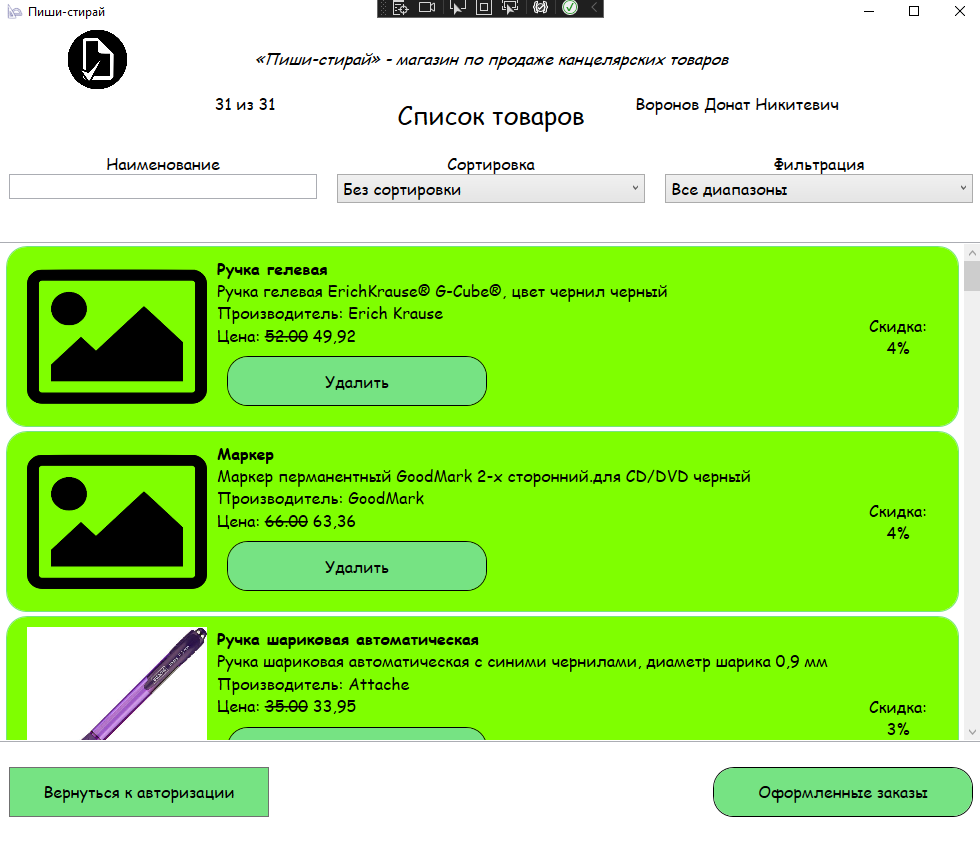 Пиши-стирай
«Пиши-стирай» - магазин по продаже канцелярских товаров
31 из 31
Список товаров
Воронов Донат Никитевич
Наименование
Сортировка
Фильтрация
Без сортировки
Все диапазоны
Ручка гелевая
Ручка гелевая ErichKrause® G-Cube®, цвет чернил черный
Производитель: Erich Krause
Цена: 52.00 49,92
Скидка:
4%
Удалить
Маркер
Маркер перманентный GoodMark 2-х сторонний.для CD/DVD черный
Производитель: GoodMark
Цена: 66.00 63,36
Скидка:
4%
Удалить
Ручка шариковая автоматическая
Ручка шариковая автоматическая с синими чернилами, диаметр шарика 0,9 мм
Производитель: Attache
Цена: 35.00 33,95
Скидка:
3%
Вернуться к авторизации
Оформленные заказы